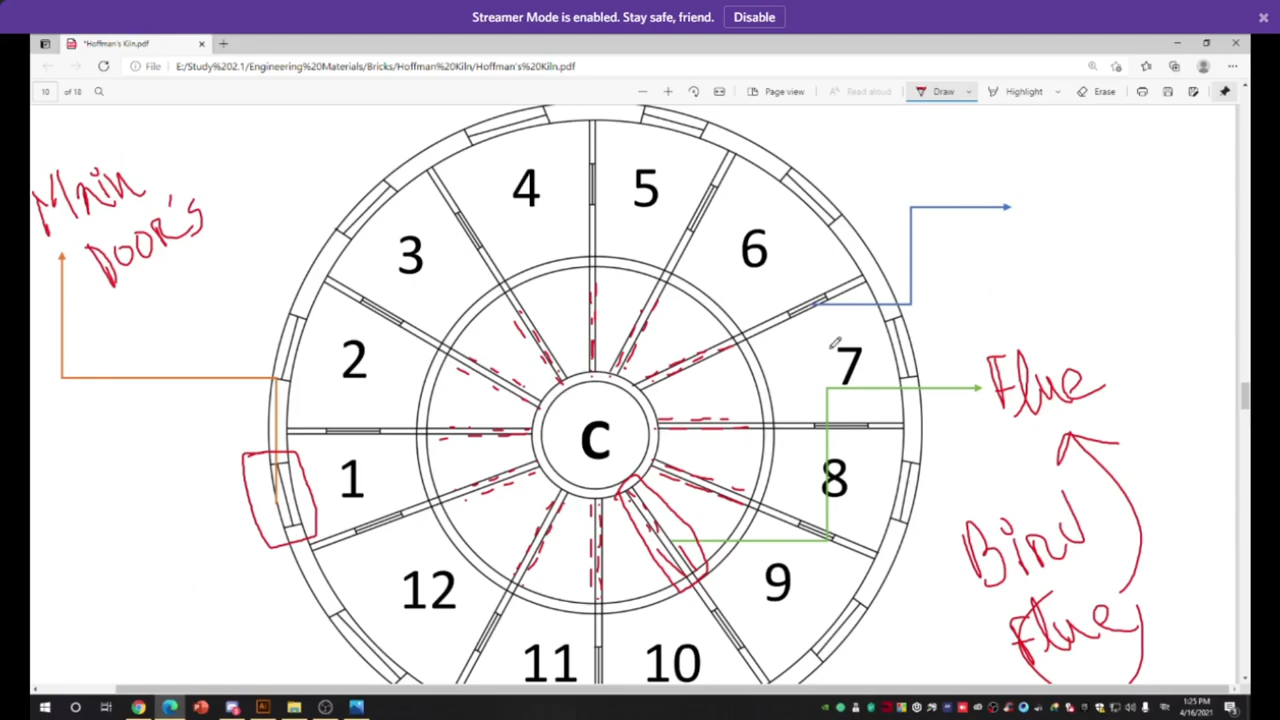 Streamer Mode is enabled. Stay safe, friend. Disable
*Hoffman's Kiln.pdf
File E:/Study%202.1/Engineering%20Materials/Bricks/Hoffman%20Kiln/Hoffman's%20Kiln.pdf
10 of 18 Page view Read aloud Draw Highlight Erase
Main
Door's
4 5
3 6
2 7
Flue
C
1 8
Bird
12 9
Flue
11 10
1:25 PM
4/16/2021